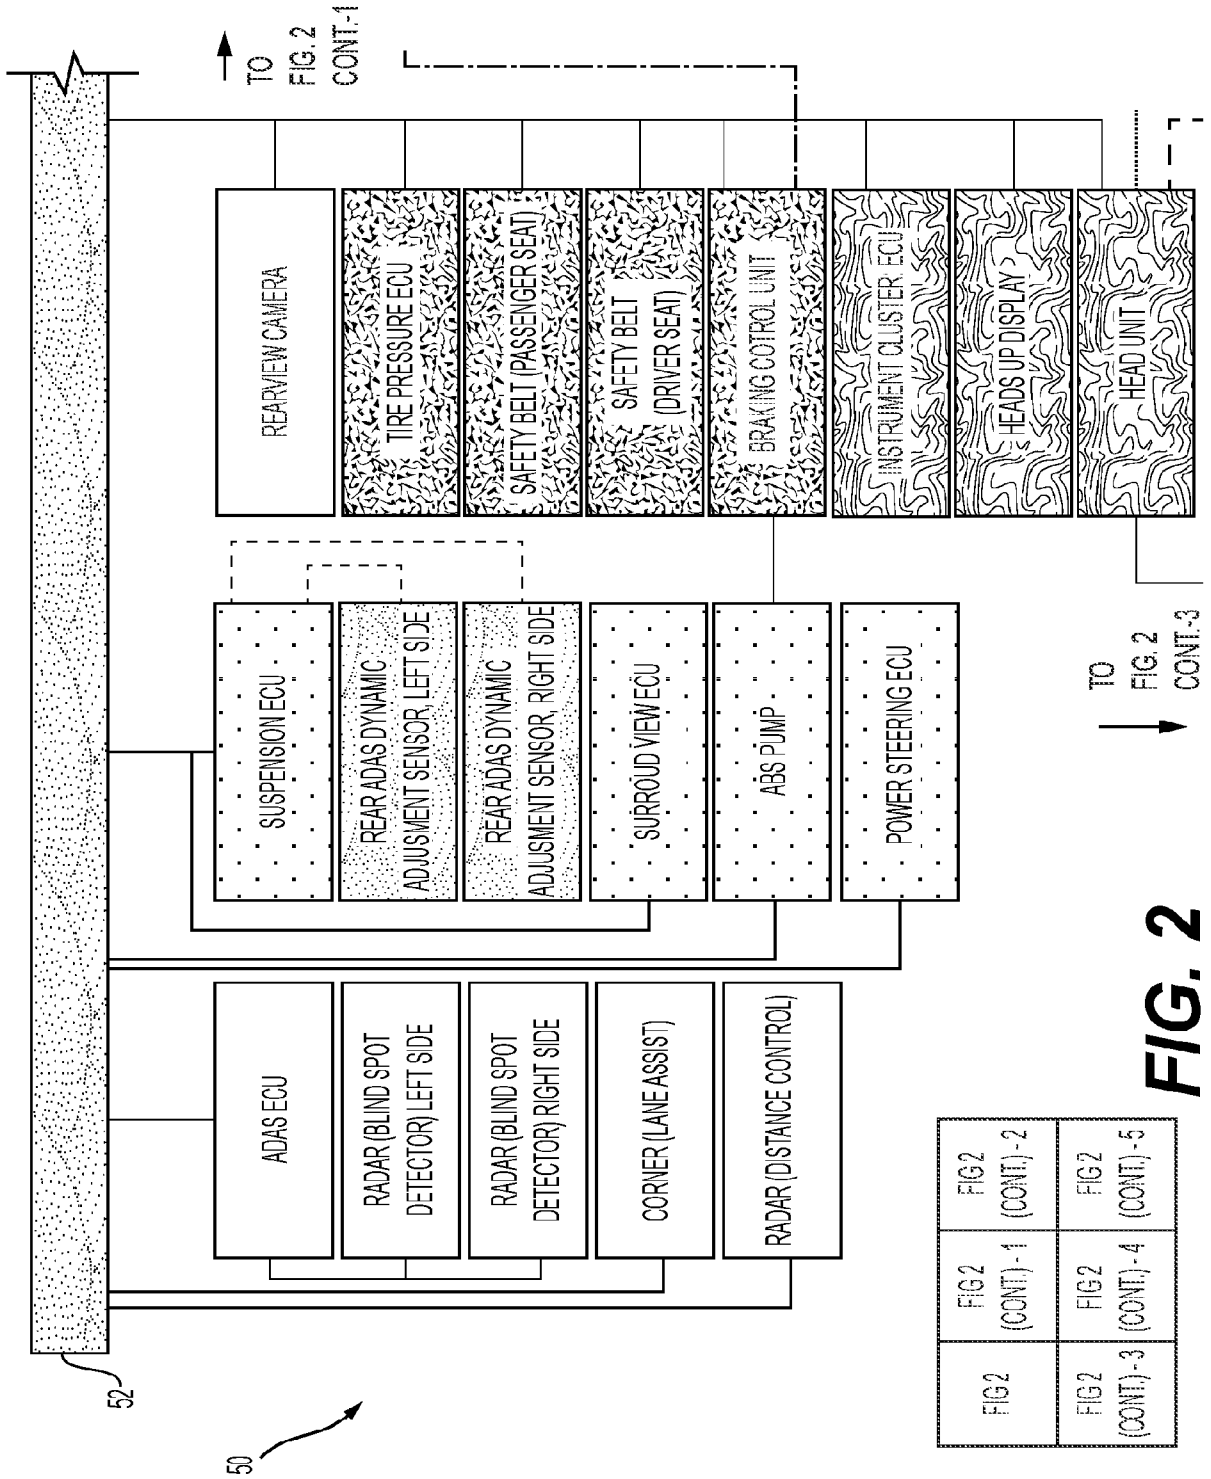 52
50
ADAS ECU
RADAR (BLIND SPOT
DETECTOR) LEFT SIDE
RADAR (BLIND SPOT
DETECTOR) RIGHT SIDE
CORNER (LANE ASSIST)
RADAR (DISTANCE CONTROL)
SUSPENSION ECU
REAR ADAS DYNAMIC
ADJUSMENT SENSOR, LEFT SIDE
REAR ADAS DYNAMIC
ADJUSMENT SENSOR, RIGHT SIDE
SURROUD VIEW ECU
ABS PUMP
POWER STEERING ECU
REARVIEW CAMERA
TIRE PRESSURE ECU
SAFETY BELT (PASSENGER SEAT)
SAFETY BELT
(DRIVER SEAT)
BRAKING COTROL UNIT
INSTRUMENT CLUSTER ECU
HEADS UP DISPLAY
HEAD UNIT
TO
FIG. 2
CONT.-1
TO
FIG. 2
CONT.-3
FIG 2
FIG 2
(CONT.) - 1
FIG 2
(CONT.) - 2
FIG 2
(CONT.) - 3
FIG 2
(CONT.) - 4
FIG 2
(CONT.) - 5
FIG. 2